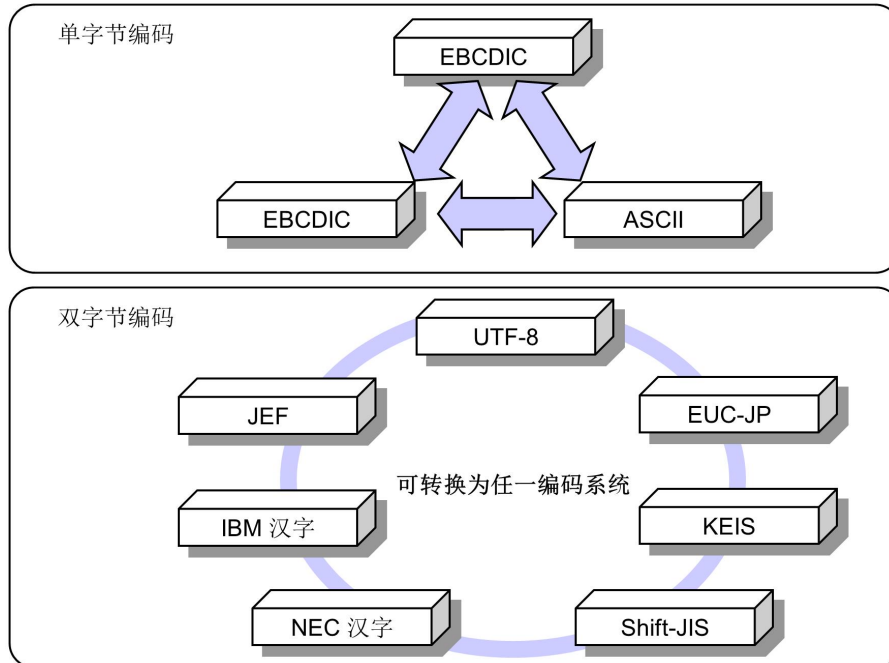 单字节编码
EBCDIC
EBCDIC
ASCII
双字节编码
UTF-8
JEF
EUC-JP
可转换为任一编码系统
IBM 汉字
KEIS
NEC 汉字
Shift-JIS